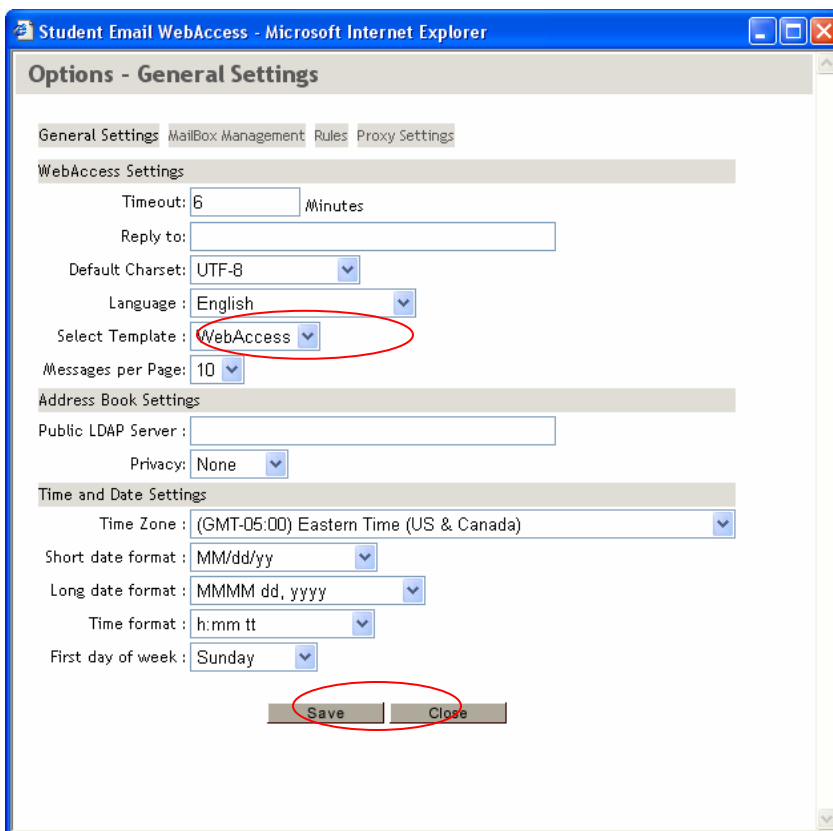 Student Email WebAccess - Microsoft Internet Explorer
Options - General Settings
General Settings MailBox Management Rules Proxy Settings
WebAccess Settings
Timeout: 6 Minutes
Reply to:
Default Charset: UTF-8
Language : English
Select Template : WebAccess
Messages per Page: 10
Address Book Settings
Public LDAP Server :
Privacy: None
Time and Date Settings
Time Zone : (GMT-05:00) Eastern Time (US & Canada)
Short date format : MM/dd/yy
Long date format : MMMM dd, yyyy
Time format : h:mm tt
First day of week : Sunday
Save Close